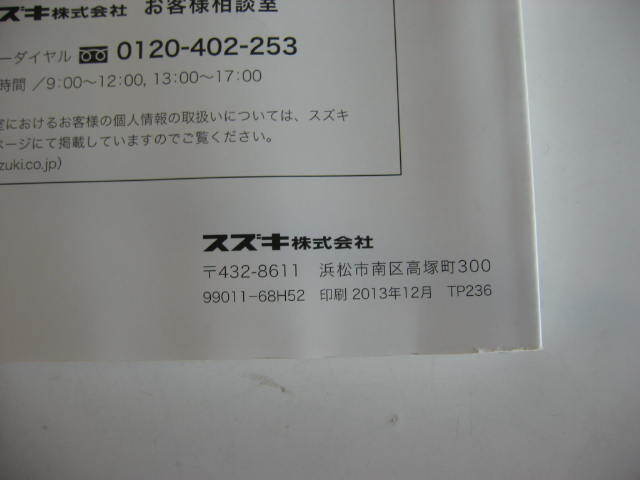 スズキ株式会社 お客様相談室
ーダイヤル 0120-402-253
時間 /9:00〜12:00, 13:00〜17:00
室におけるお客様の個人情報の取扱いについては、スズキ
ページにて掲載していますのでご覧ください。
zuki.co.jp)
スズキ株式会社
〒432-8611 浜松市南区高塚町300
99011-68H52 印刷 2013年12月 TP236